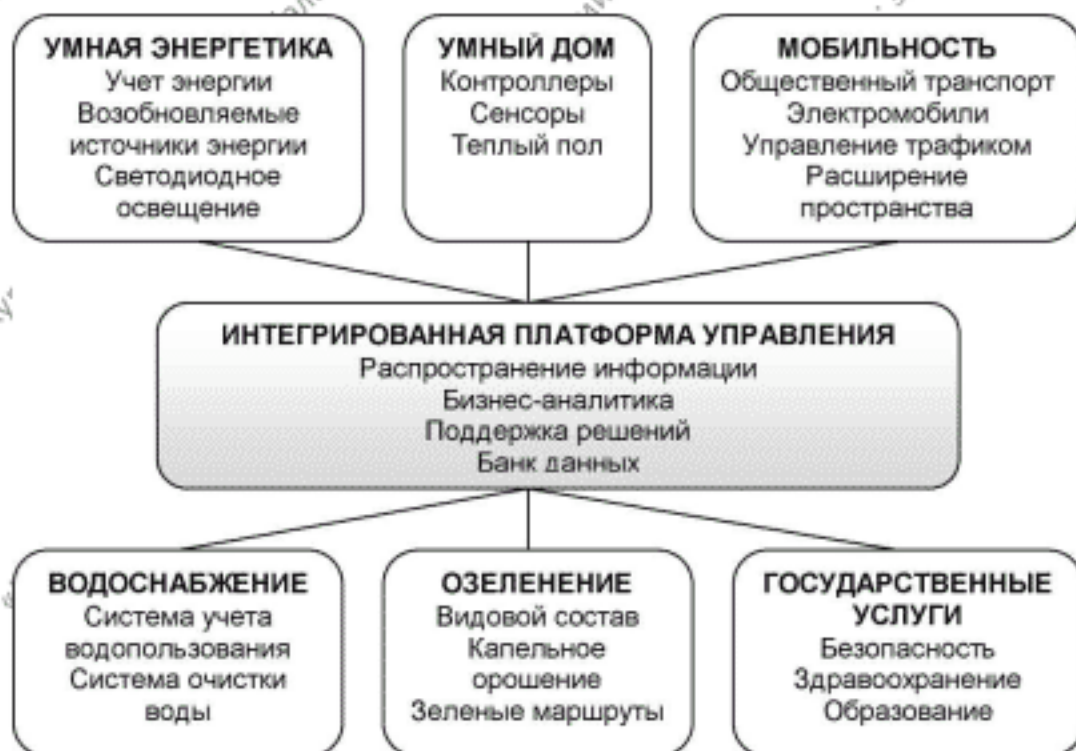 УМНАЯ ЭНЕРГЕТИКА
Учет энергии
Возобновляемые
источники энергии
Светодиодное
освещение
УМНЫЙ ДОМ
Контроллеры
Сенсоры
Теплый пол
МОБИЛЬНОСТЬ
Общественный транспорт
Электромобили
Управление трафиком
Расширение
пространства
ИНТЕГРИРОВАННАЯ ПЛАТФОРМА УПРАВЛЕНИЯ
Распространение информации
Бизнес-аналитика
Поддержка решений
Банк данных
ВОДОСНАБЖЕНИЕ
Система учета
водопользования
Система очистки
воды
ОЗЕЛЕНЕНИЕ
Видовой состав
Капельное
орошение
Зеленые маршруты
ГОСУДАРСТВЕННЫЕ
УСЛУГИ
Безопасность
Здравоохранение
Образование